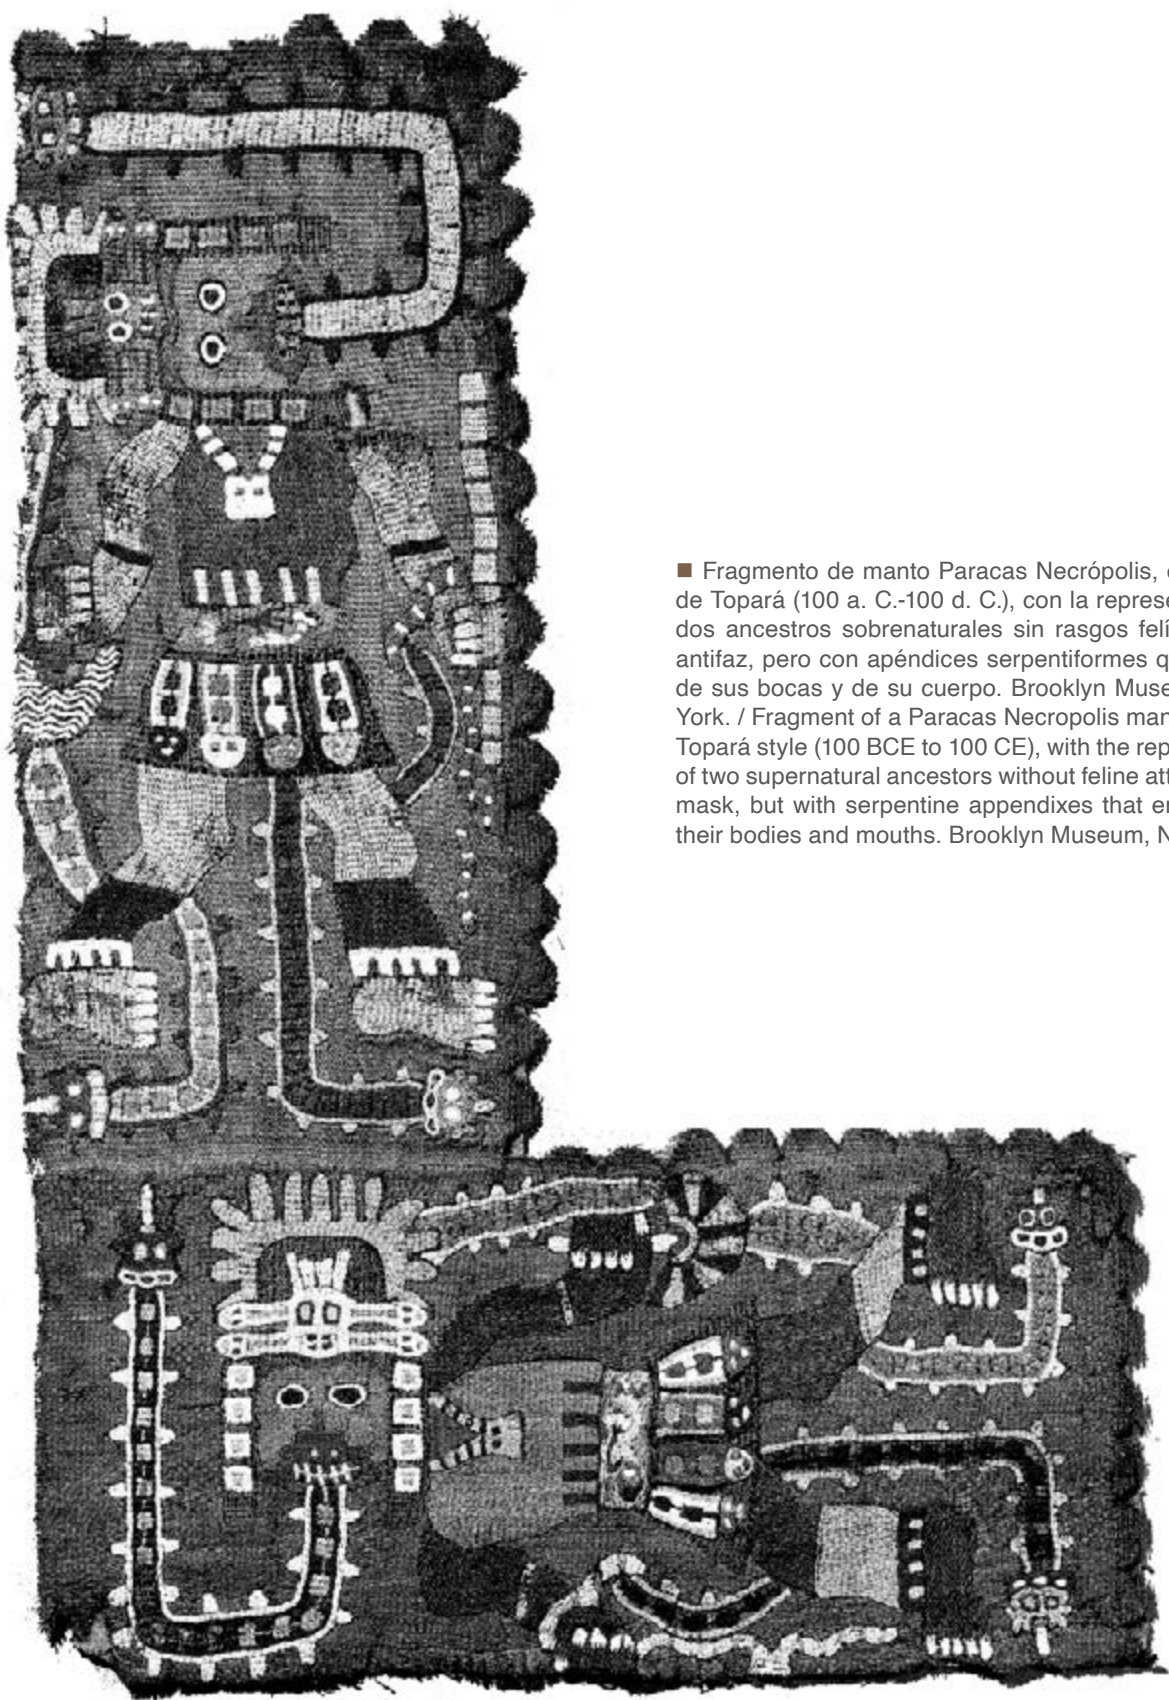 ■ Fragmento de manto Paracas Necrópolis,
de Topará (100 a. C.-100 d. C.), con la
dos ancestros sobrenaturales sin rasgos
antifaz, pero con apéndices serpentiformes
de sus bocas y de su cuerpo. Brooklyn
York. / Fragment of a Paracas Necropolis
Topará style (100 BCE to 100 CE), with the
of two supernatural ancestors without feline
mask, but with serpentine appendixes that
their bodies and mouths. Brooklyn Museum,